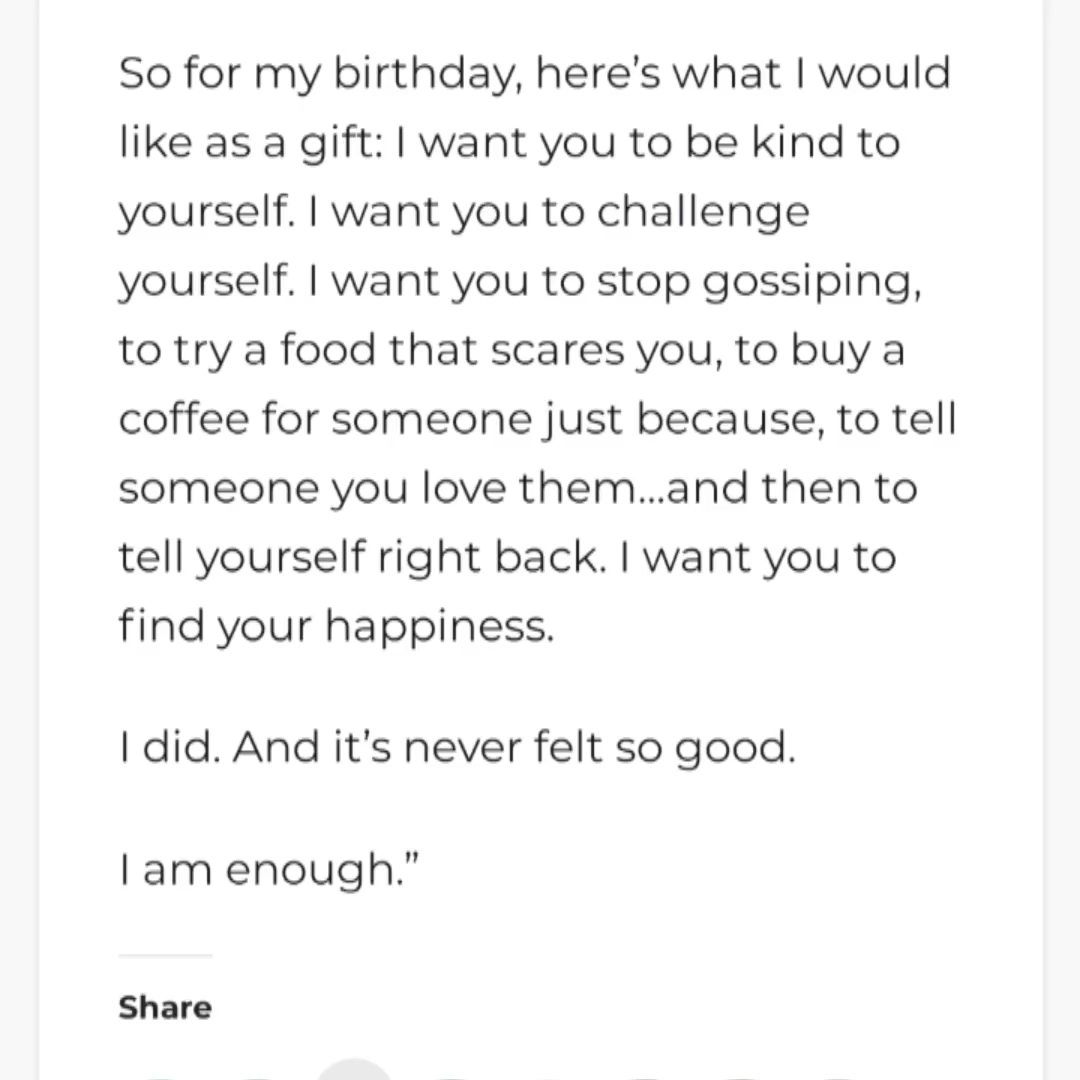 So for my birthday, here’s what I would
like as a gift: I want you to be kind to
yourself. I want you to challenge
yourself. I want you to stop gossiping,
to try a food that scares you, to buy a
coffee for someone just because, to tell
someone you love them...and then to
tell yourself right back. I want you to
find your happiness.
I did. And it’s never felt so good.
I am enough.”
Share